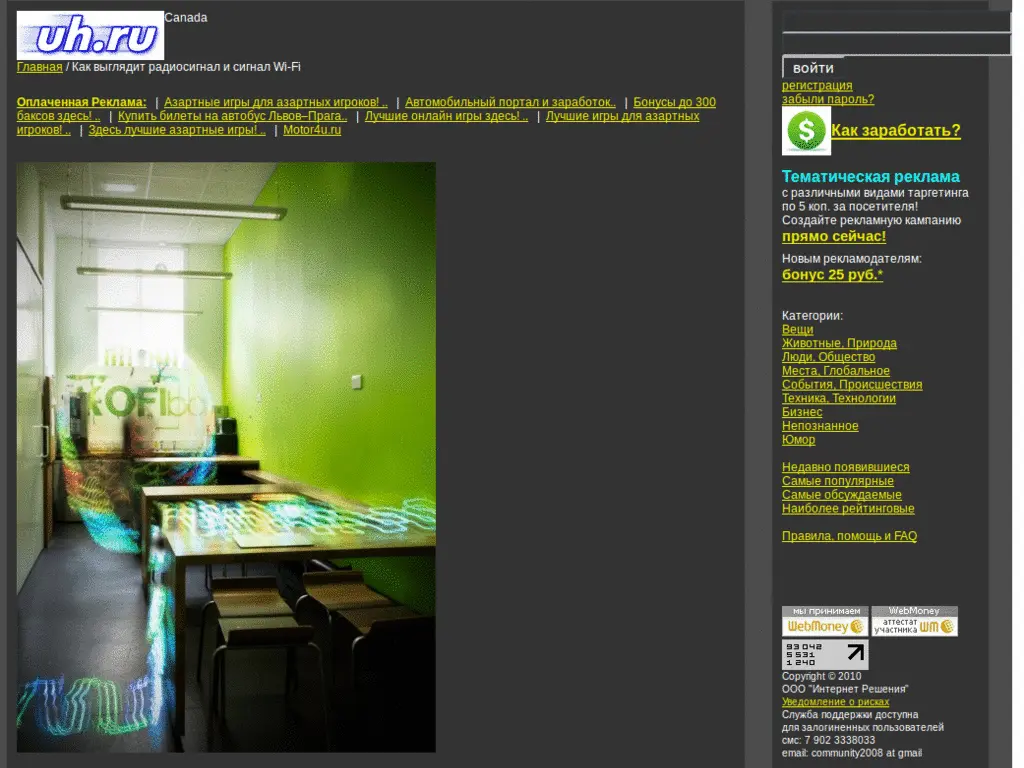 uh.ru Canada
Главная / Как выглядит радиосигнал и сигнал Wi-Fi
Оплаченная Реклама: | Азартные игры для азартных игроков! .. | Автомобильный портал и заработок.. | Бонусы до 300
баксов здесь! .. | Купить билеты на автобус Львов–Прага.. | Лучшие онлайн игры здесь! .. | Лучшие игры для азартных
игроков! .. | Здесь лучшие азартные игры! .. | Motor4u.ru
KOFI
войти
регистрация
забыли пароль?
Как заработать?
Тематическая реклама
с различными видами таргетинга
по 5 коп. за посетителя!
Создайте рекламную кампанию
прямо сейчас!
Новым рекламодателям:
бонус 25 руб.*
Категории:
Вещи
Животные, Природа
Люди, Общество
Места, Глобальное
События, Происшествия
Техника, Технологии
Бизнес
Непознанное
Юмор
Недавно появившиеся
Самые популярные
Самые обсуждаемые
Наиболее рейтинговые
Правила, помощь и FAQ
мы принимаем
WebMoney
WebMoney
аттестат
участника WM
93 042
5 531
1 240
Copyright © 2010
ООО "Интернет Решения"
Уведомление о рисках
Служба поддержки доступна
для залогиненных пользователей
смс: 7 902 3338033
email: community2008 at gmail